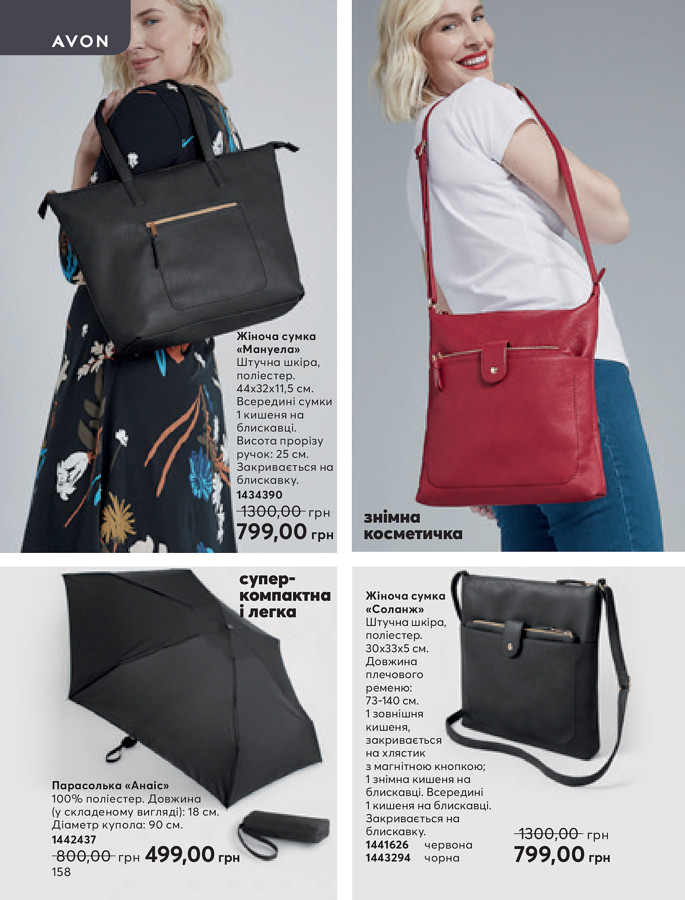 AVON
Жіноча сумка
«Мануела»
Штучна шкіра,
поліестер.
44х32х11,5 см.
Всередині сумки
1 кишеня на
блискавці.
Висота прорізу
ручок: 25 см.
Закривається на
блискавку.
1434390
1300,00 грн
799,00 грн
знімна
косметичка
супер-
компактна
і легка
Парасолька «Анаіс»
100% поліестер. Довжина
(у складеному вигляді): 18 см.
Діаметр купола: 90 см.
1442437
800,00 грн 499,00 грн
158
Жіноча сумка
«Соланж»
Штучна шкіра,
поліестер.
30х33х5 см.
Довжина
плечового
ременю:
73-140 см.
1 зовнішня
кишеня,
закривається
на хлястик
з магнітною кнопкою;
1 знімна кишеня на
блискавці. Всередині
1 кишеня на блискавці.
Закривається на
блискавку.
1441626 червона
1443294 чорна
1300,00 грн
799,00 грн